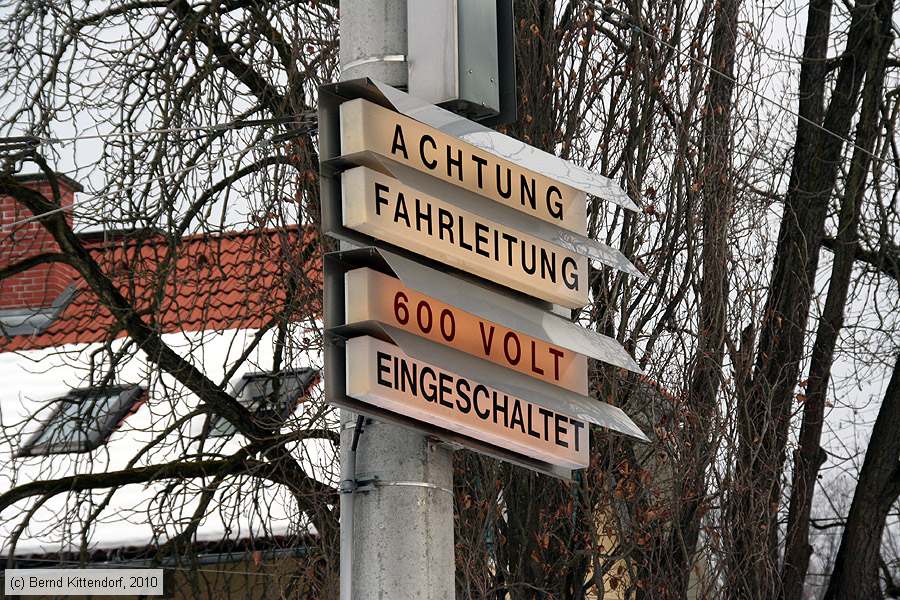 ACHTUNG
FAHRLEITUNG
600 VOLT
EINGESCHALTET
(c) Bernd Kittendorf, 2010